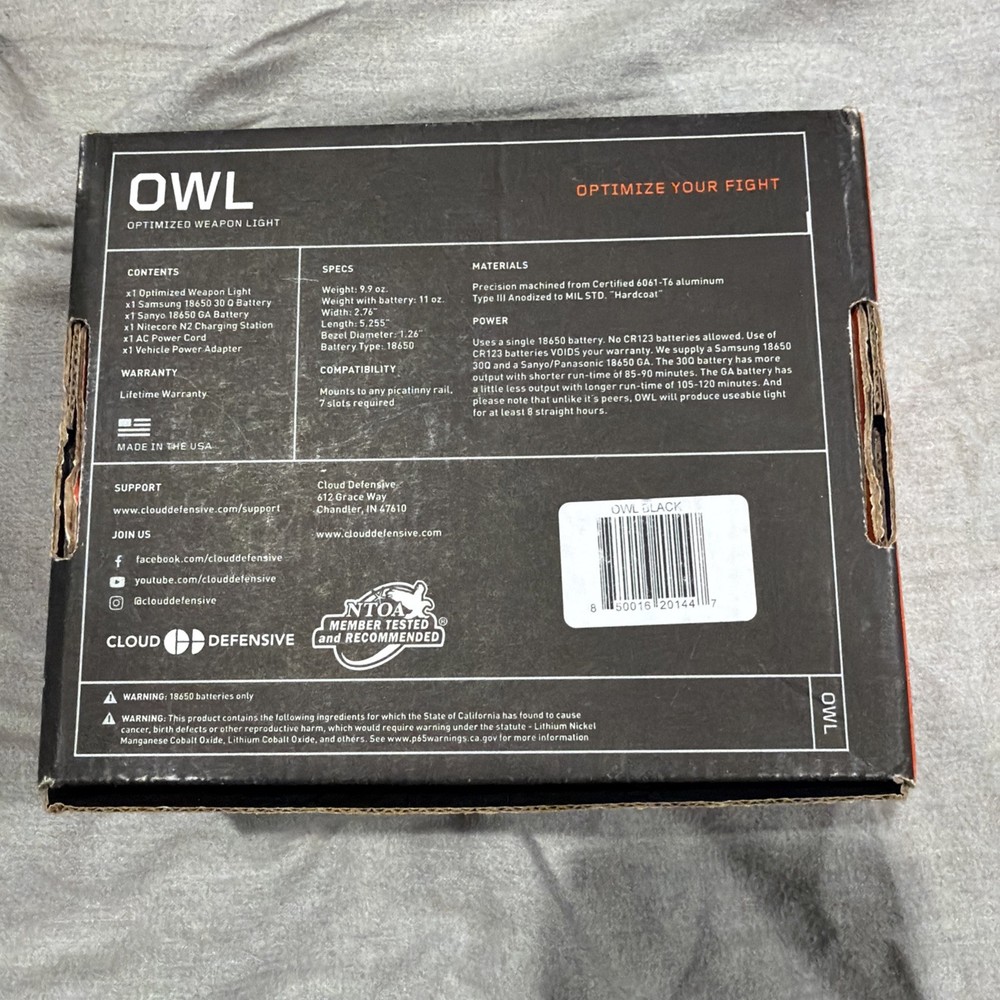 OWL
OPTIMIZED WEAPON LIGHT
OPTIMIZE YOUR FIGHT
CONTENTS
x1 Optimized Weapon Light
x1 Samsung 18650 30 Q Battery
x1 Sanyo 18650 GA Battery
x1 Nitecore N2 Charging Station
x1 AC Power Cord
x1 Vehicle Power Adapter
WARRANTY
Lifetime Warranty
MADE IN THE USA
SPECS
Weight: 9.9 oz.
Weight with battery: 11 oz.
Width: 2.76"
Length: 5.255"
Bezel Diameter: 1.26"
Battery Type: 18650
COMPATIBILITY
Mounts to any picatinny rail,
7 slots required
MATERIALS
Precision machined from Certified 6061-T6 aluminum
Type III Anodized to MIL STD. "Hardcoat"
POWER
Uses a single 18650 battery. No CR123 batteries allowed. Use of
CR123 batteries VOIDS your warranty. We supply a Samsung 18650
30Q and a Sanyo/Panasonic 18650 GA. The 30Q battery has more
output with shorter run-time of 85-90 minutes. The GA battery has
a little less output with longer run-time of 105-120 minutes. And
please note that unlike it's peers, OWL will produce useable light
for at least 8 straight hours.
SUPPORT
www.clouddefensive.com/support
JOIN US
facebook.com/clouddefensive
youtube.com/clouddefensive
@clouddefensive
CLOUD DEFENSIVE
Cloud Defensive
612 Grace Way
Chandler, IN 47610
www.clouddefensive.com
NTOA
MEMBER TESTED
and RECOMMENDED
®
OWL BLACK
8 50016 20144 7
WARNING: 18650 batteries only
WARNING: This product contains the following ingredients for which the State of California has found to cause
cancer, birth defects or other reproductive harm, which would require warning under the statute - Lithium Nickel
Manganese Cobalt Oxide, Lithium Cobalt Oxide, and others. See www.p65warnings.ca.gov for more information
OWL